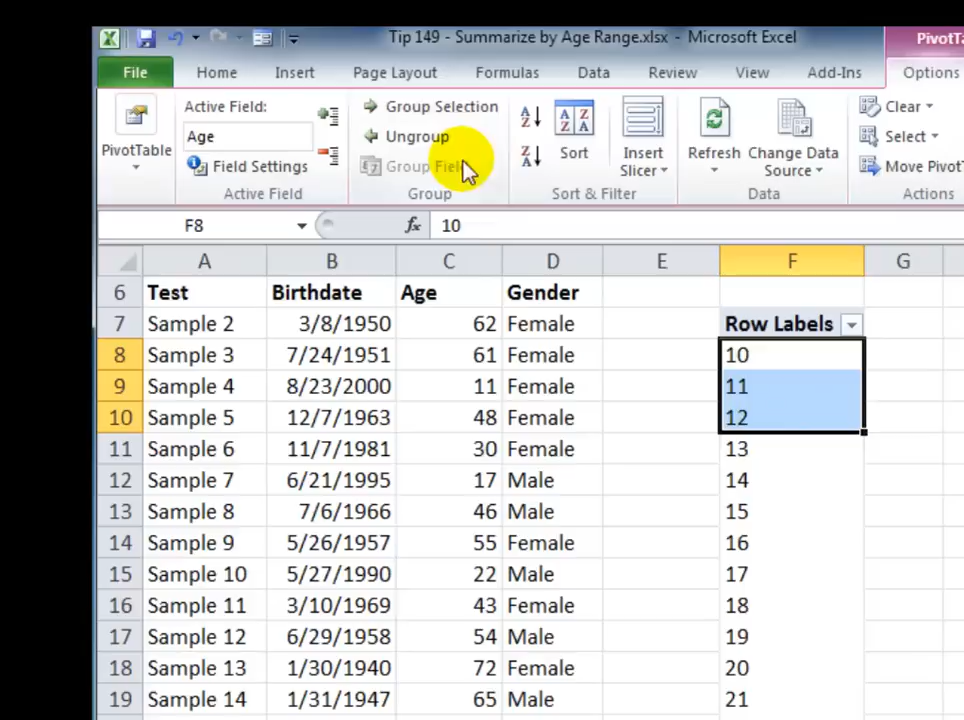 Tip 149 - Summarize by Age Range.xlsx - Microsoft Excel
File Home Insert Page Layout Formulas Data Review View Add-Ins Options
PivotTable
Active Field:
Age
Field Settings
Active Field
Group Selection
Ungroup
Group
Sort
Sort & Filter
Insert
Slicer
Refresh
Change Data
Source
Data
Clear
Select
Actions
F8 fx 10
A B C D E F G
6 Test Birthdate Age Gender
7 Sample 2 3/8/1950 62 Female Row Labels
8 Sample 3 7/24/1951 61 Female 10
9 Sample 4 8/23/2000 11 Female 11
10 Sample 5 12/7/1963 48 Female 12
11 Sample 6 11/7/1981 30 Female 13
12 Sample 7 6/21/1995 17 Male 14
13 Sample 8 7/6/1966 46 Male 15
14 Sample 9 5/26/1957 55 Male 16
15 Sample 10 5/27/1990 22 Male 17
16 Sample 11 3/10/1969 43 Female 18
17 Sample 12 6/29/1958 54 Male 19
18 Sample 13 1/30/1940 72 Female 20
19 Sample 14 1/31/1947 65 Male 21